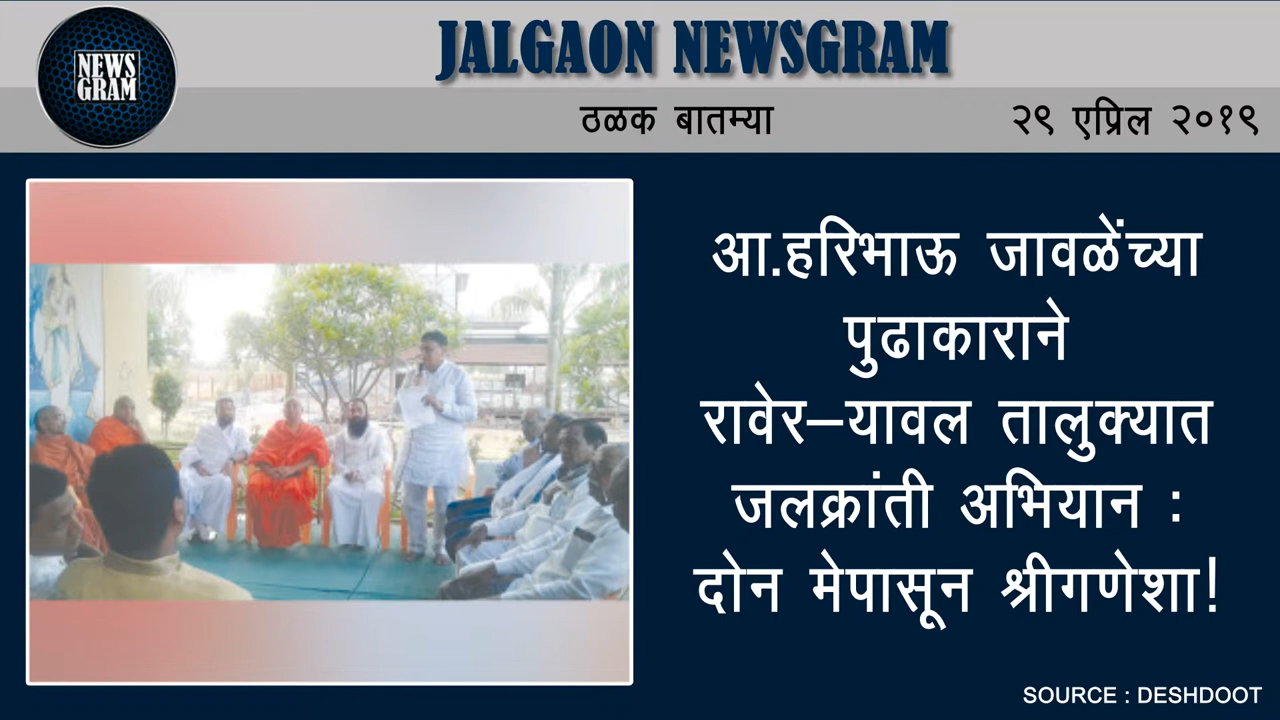 NEWS
GRAM
JALGAON NEWSGRAM
ठळक बातम्या
२९ एप्रिल २०१९
आ.हरिभाऊ जावळेंच्या
पुढाकाराने
रावेर–यावल तालुक्यात
जलक्रांती अभियान :
दोन मेपासून श्रीगणेशा!
SOURCE : DESHDOOT